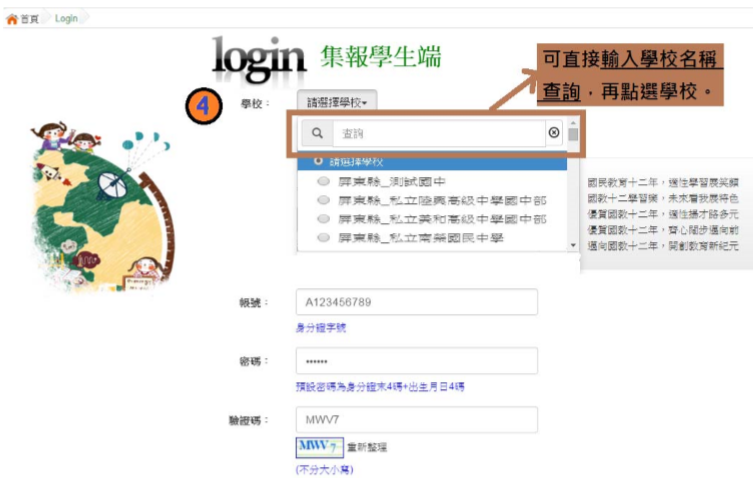 首頁 Login
login 集報學生端
可直接輸入學校名稱
查詢，再點選學校。
4 學校： 請選擇學校
查詢
請選擇學校
屏東縣_測試國中
屏東縣_私立陸興高級中學國中部
屏東縣_私立美和高級中學國中部
屏東縣_私立南榮國民中學
國民教育十二年，適性學習展笑顏
國教十二學習樂，未來看我展特色
優質國教十二年，適性揚才路多元
優質國教十二年，齊心闊步邁向前
邁向國教十二年，開創教育新紀元
帳號： A123456789
身分證字號
密碼： ••••••
預設密碼為身分證末4碼+出生月日4碼
驗證碼： MWV7
MWV 7 重新整理
(不分大小寫)